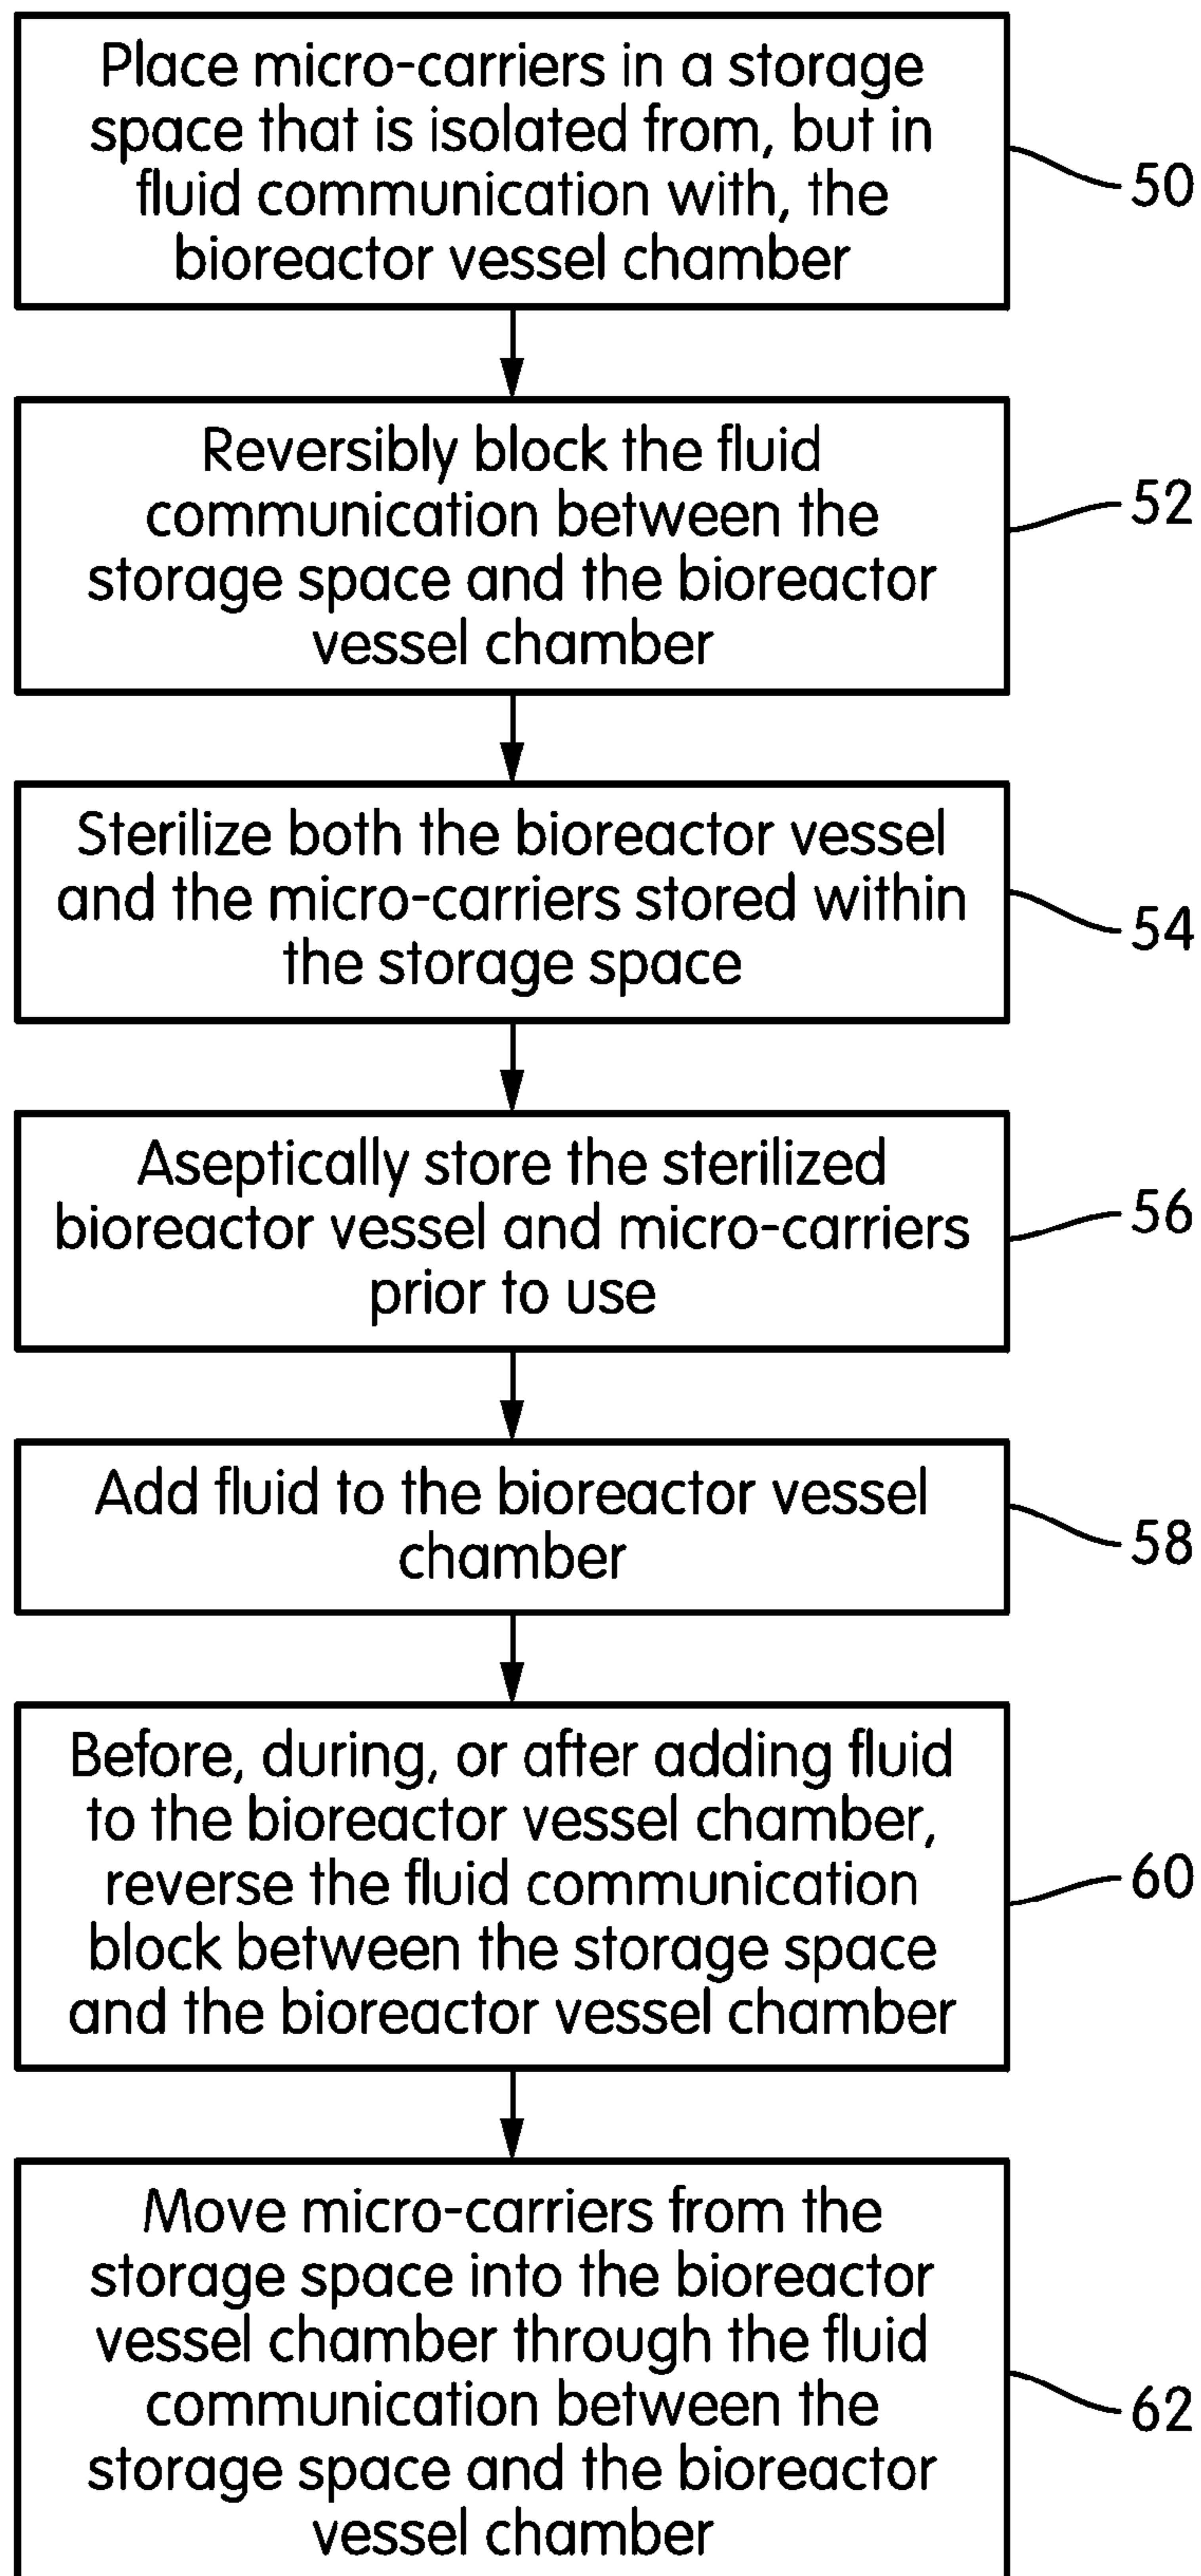 Place micro-carriers in a storage
space that is isolated from, but in
fluid communication with, the
bioreactor vessel chamber
50
Reversibly block the fluid
communication between the
storage space and the bioreactor
vessel chamber
52
Sterilize both the bioreactor vessel
and the micro-carriers stored within
the storage space
54
Aseptically store the sterilized
bioreactor vessel and micro-carriers
prior to use
56
Add fluid to the bioreactor vessel
chamber
58
Before, during, or after adding fluid
to the bioreactor vessel chamber,
reverse the fluid communication
block between the storage space
and the bioreactor vessel chamber
60
Move micro-carriers from the
storage space into the bioreactor
vessel chamber through the fluid
communication between the
storage space and the bioreactor
vessel chamber
62